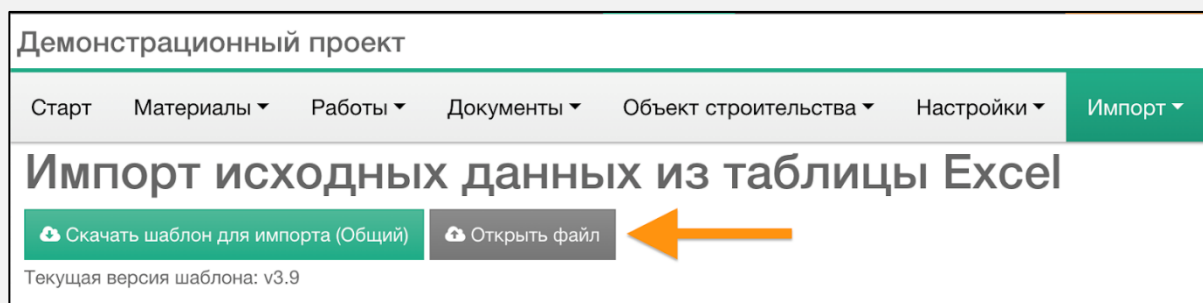 Демонстрационный проект
Старт Материалы Работы Документы Объект строительства Настройки Импорт
Импорт исходных данных из таблицы Excel
Скачать шаблон для импорта (Общий) Открыть файл
Текущая версия шаблона: v3.9